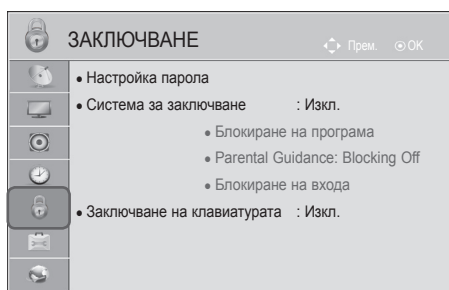 ЗАКЛЮЧВАНЕ
Прем. OK
• Настройка парола
• Система за заключване : Изкл.
• Блокиране на програма
• Parental Guidance: Blocking Off
• Блокиране на входа
• Заключване на клавиатурата : Изкл.